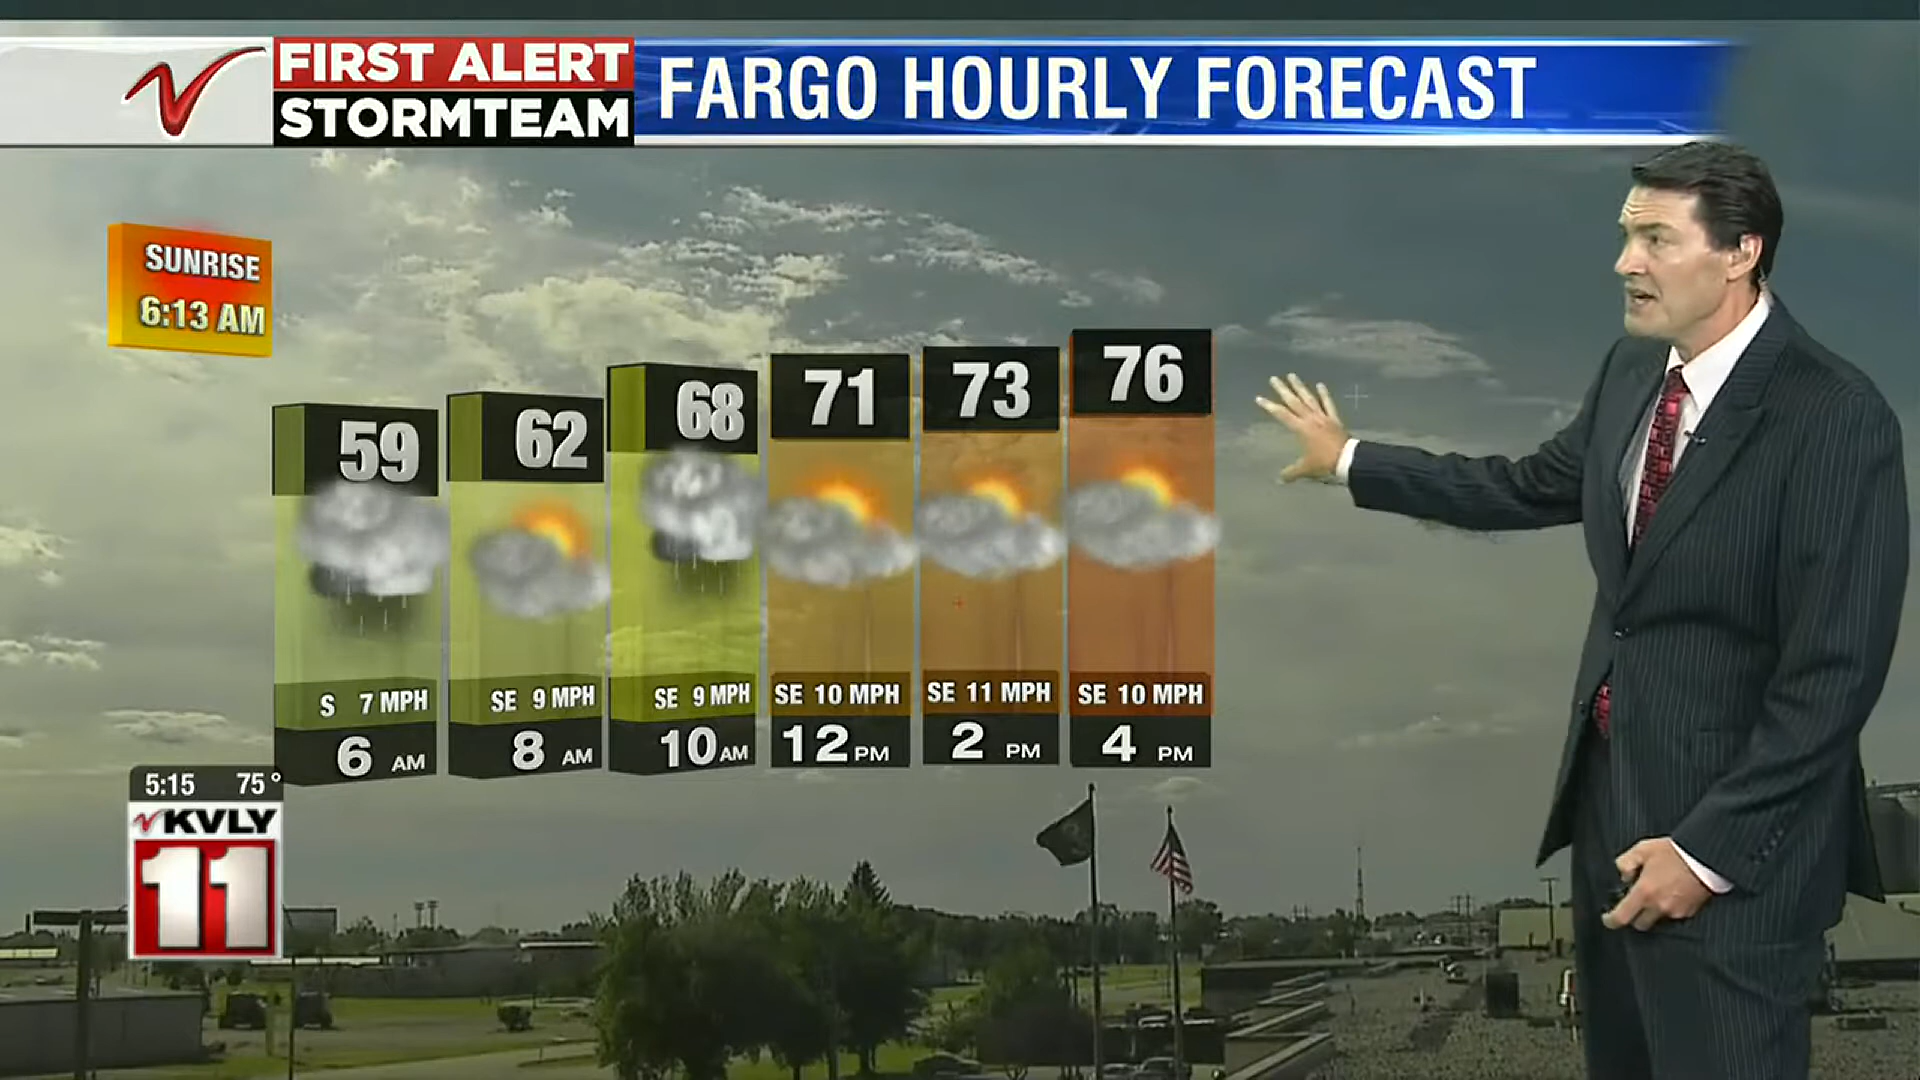 FIRST ALERT
STORMTEAM
FARGO HOURLY FORECAST
SUNRISE
6:13 AM
59
62
68
71
73
76
S 7 MPH
SE 9 MPH
SE 9 MPH
SE 10 MPH
SE 11 MPH
SE 10 MPH
6 AM
8 AM
10 AM
12 PM
2 PM
4 PM
5:15 75°
KVLY
11